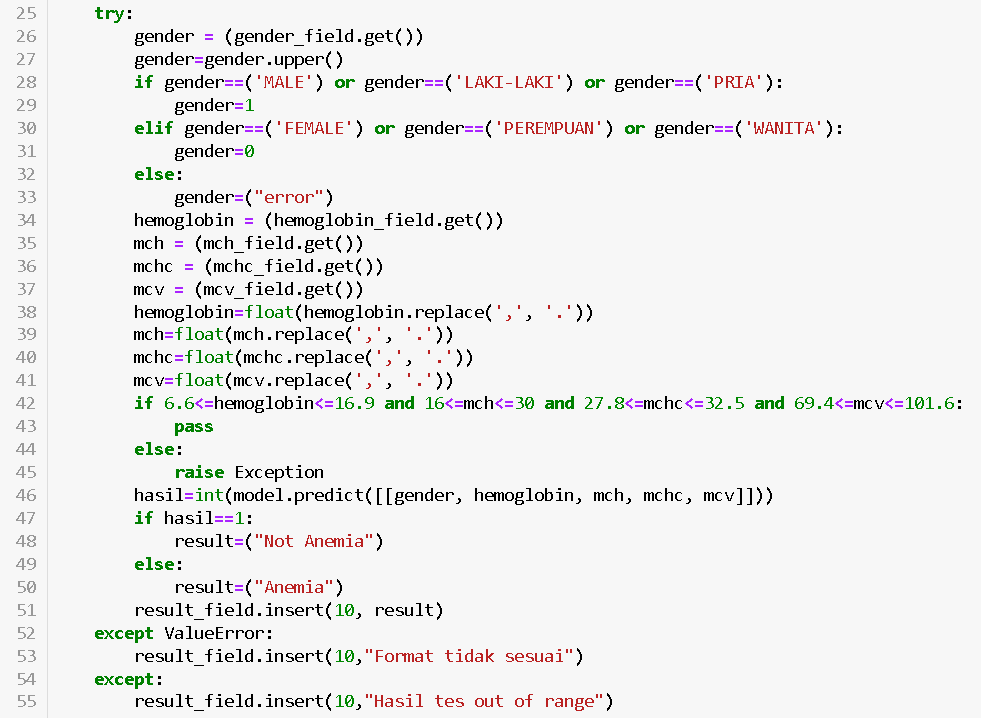 25     try:
26         gender = (gender_field.get())
27         gender=gender.upper()
28         if gender==('MALE') or gender==('LAKI-LAKI') or gender==('PRIA'):
29             gender=1
30         elif gender==('FEMALE') or gender==('PEREMPUAN') or gender==('WANITA'):
31             gender=0
32         else:
33             gender=("error")
34         hemoglobin = (hemoglobin_field.get())
35         mch = (mch_field.get())
36         mchc = (mchc_field.get())
37         mcv = (mcv_field.get())
38         hemoglobin=float(hemoglobin.replace(',', '.'))
39         mch=float(mch.replace(',', '.'))
40         mchc=float(mchc.replace(',', '.'))
41         mcv=float(mcv.replace(',', '.'))
42         if 6.6<=hemoglobin<=16.9 and 16<=mch<=30 and 27.8<=mchc<=32.5 and 69.4<=mcv<=101.6:
43             pass
44         else:
45             raise Exception
46         hasil=int(model.predict([[gender, hemoglobin, mch, mchc, mcv]]))
47         if hasil==1:
48             result=("Not Anemia")
49         else:
50             result=("Anemia")
51         result_field.insert(10, result)
52     except ValueError:
53         result_field.insert(10,"Format tidak sesuai")
54     except:
55         result_field.insert(10,"Hasil tes out of range")